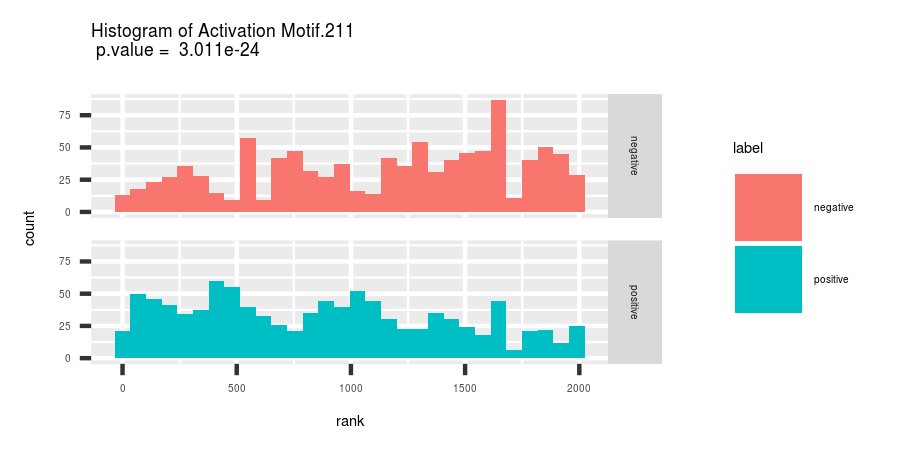 Histogram of Activation Motif.211
p.value = 3.011e-24
count
75
50
25
0
negative
75
50
25
0
positive
0 500 1000 1500 2000
rank
label
negative
positive